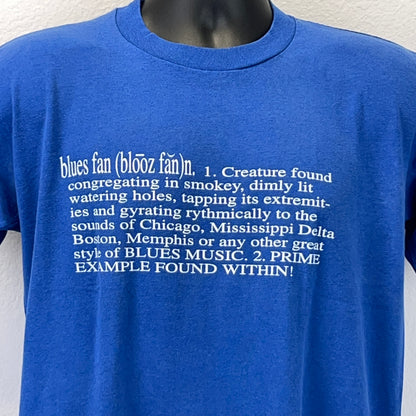 blues fan (blo͞oz făn)n. 1. Creature found
congregating in smokey, dimly lit
watering holes, tapping its extremit-
ies and gyrating rythmically to the
sounds of Chicago, Mississippi Delta
Boston, Memphis or any other great
style of BLUES MUSIC. 2. PRIME
EXAMPLE FOUND WITHIN!